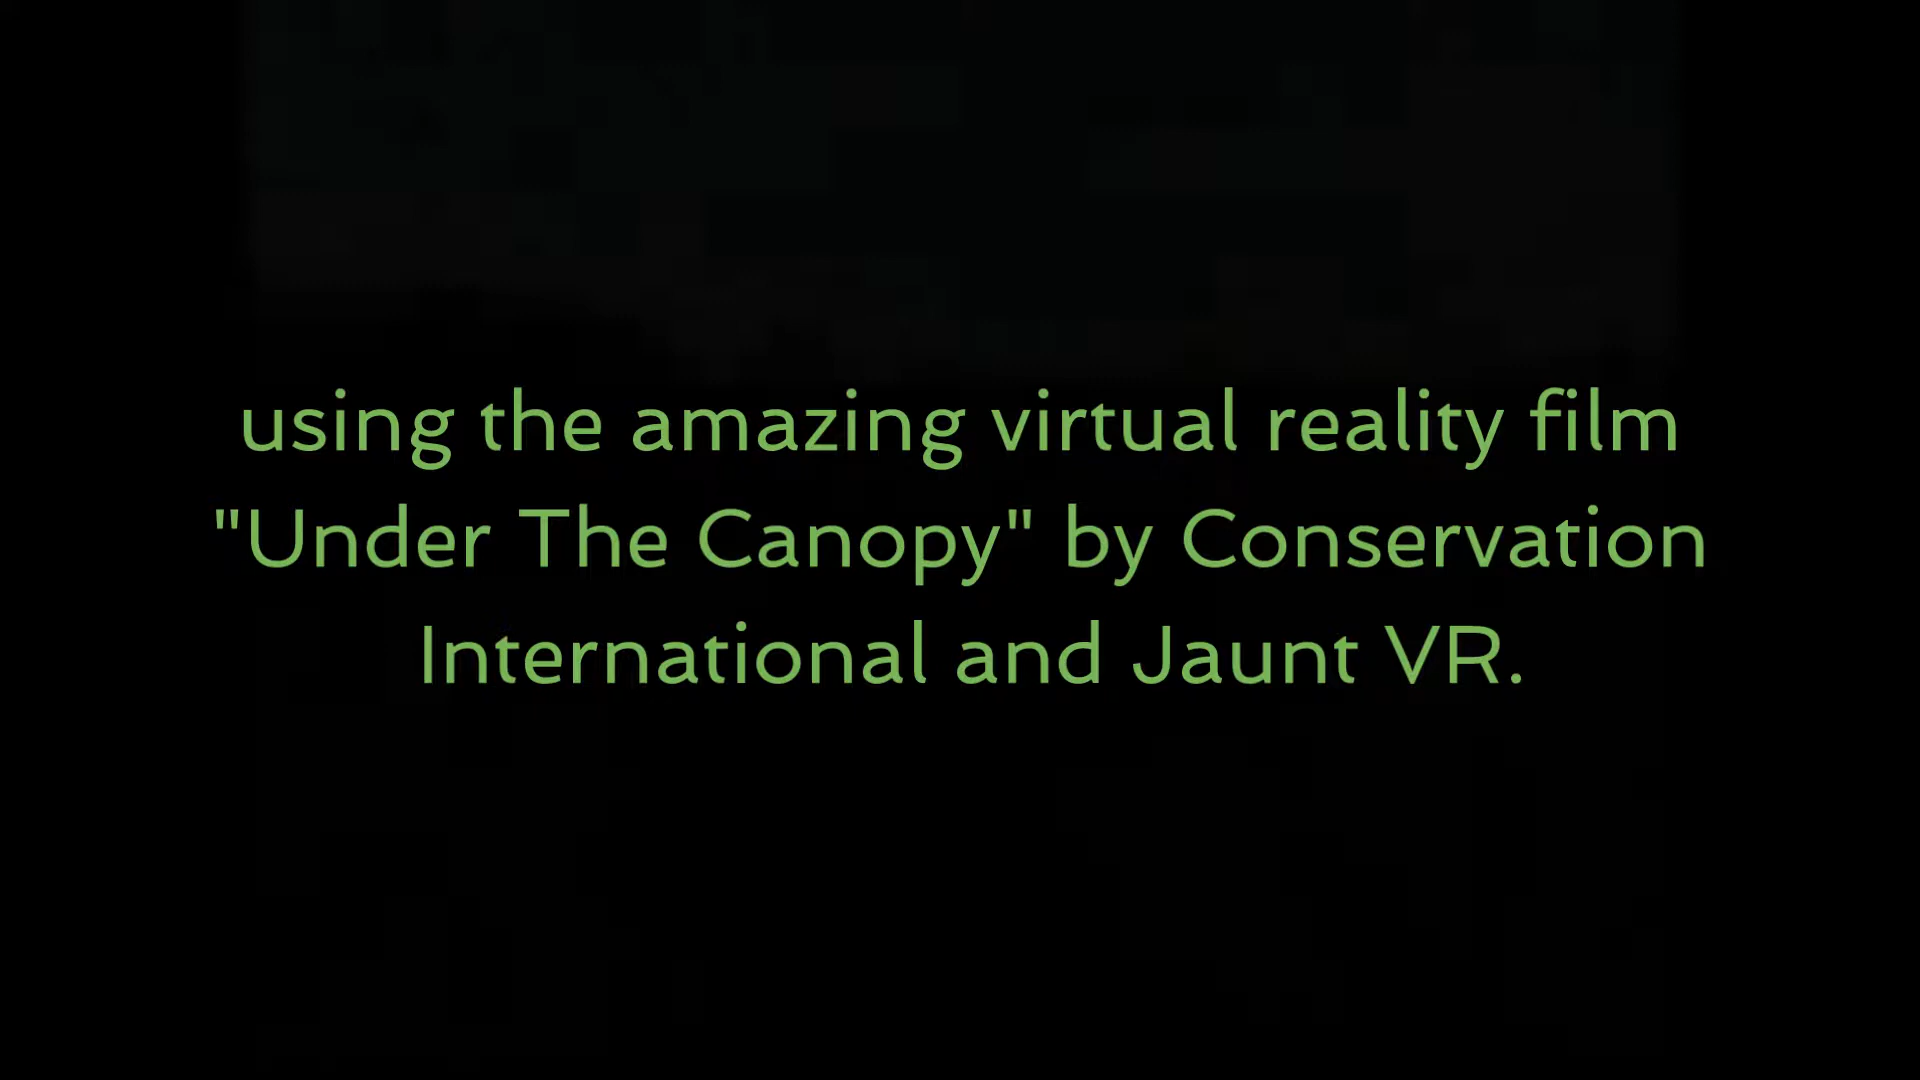 using the amazing virtual reality film
"Under The Canopy" by Conservation
International and Jaunt VR.